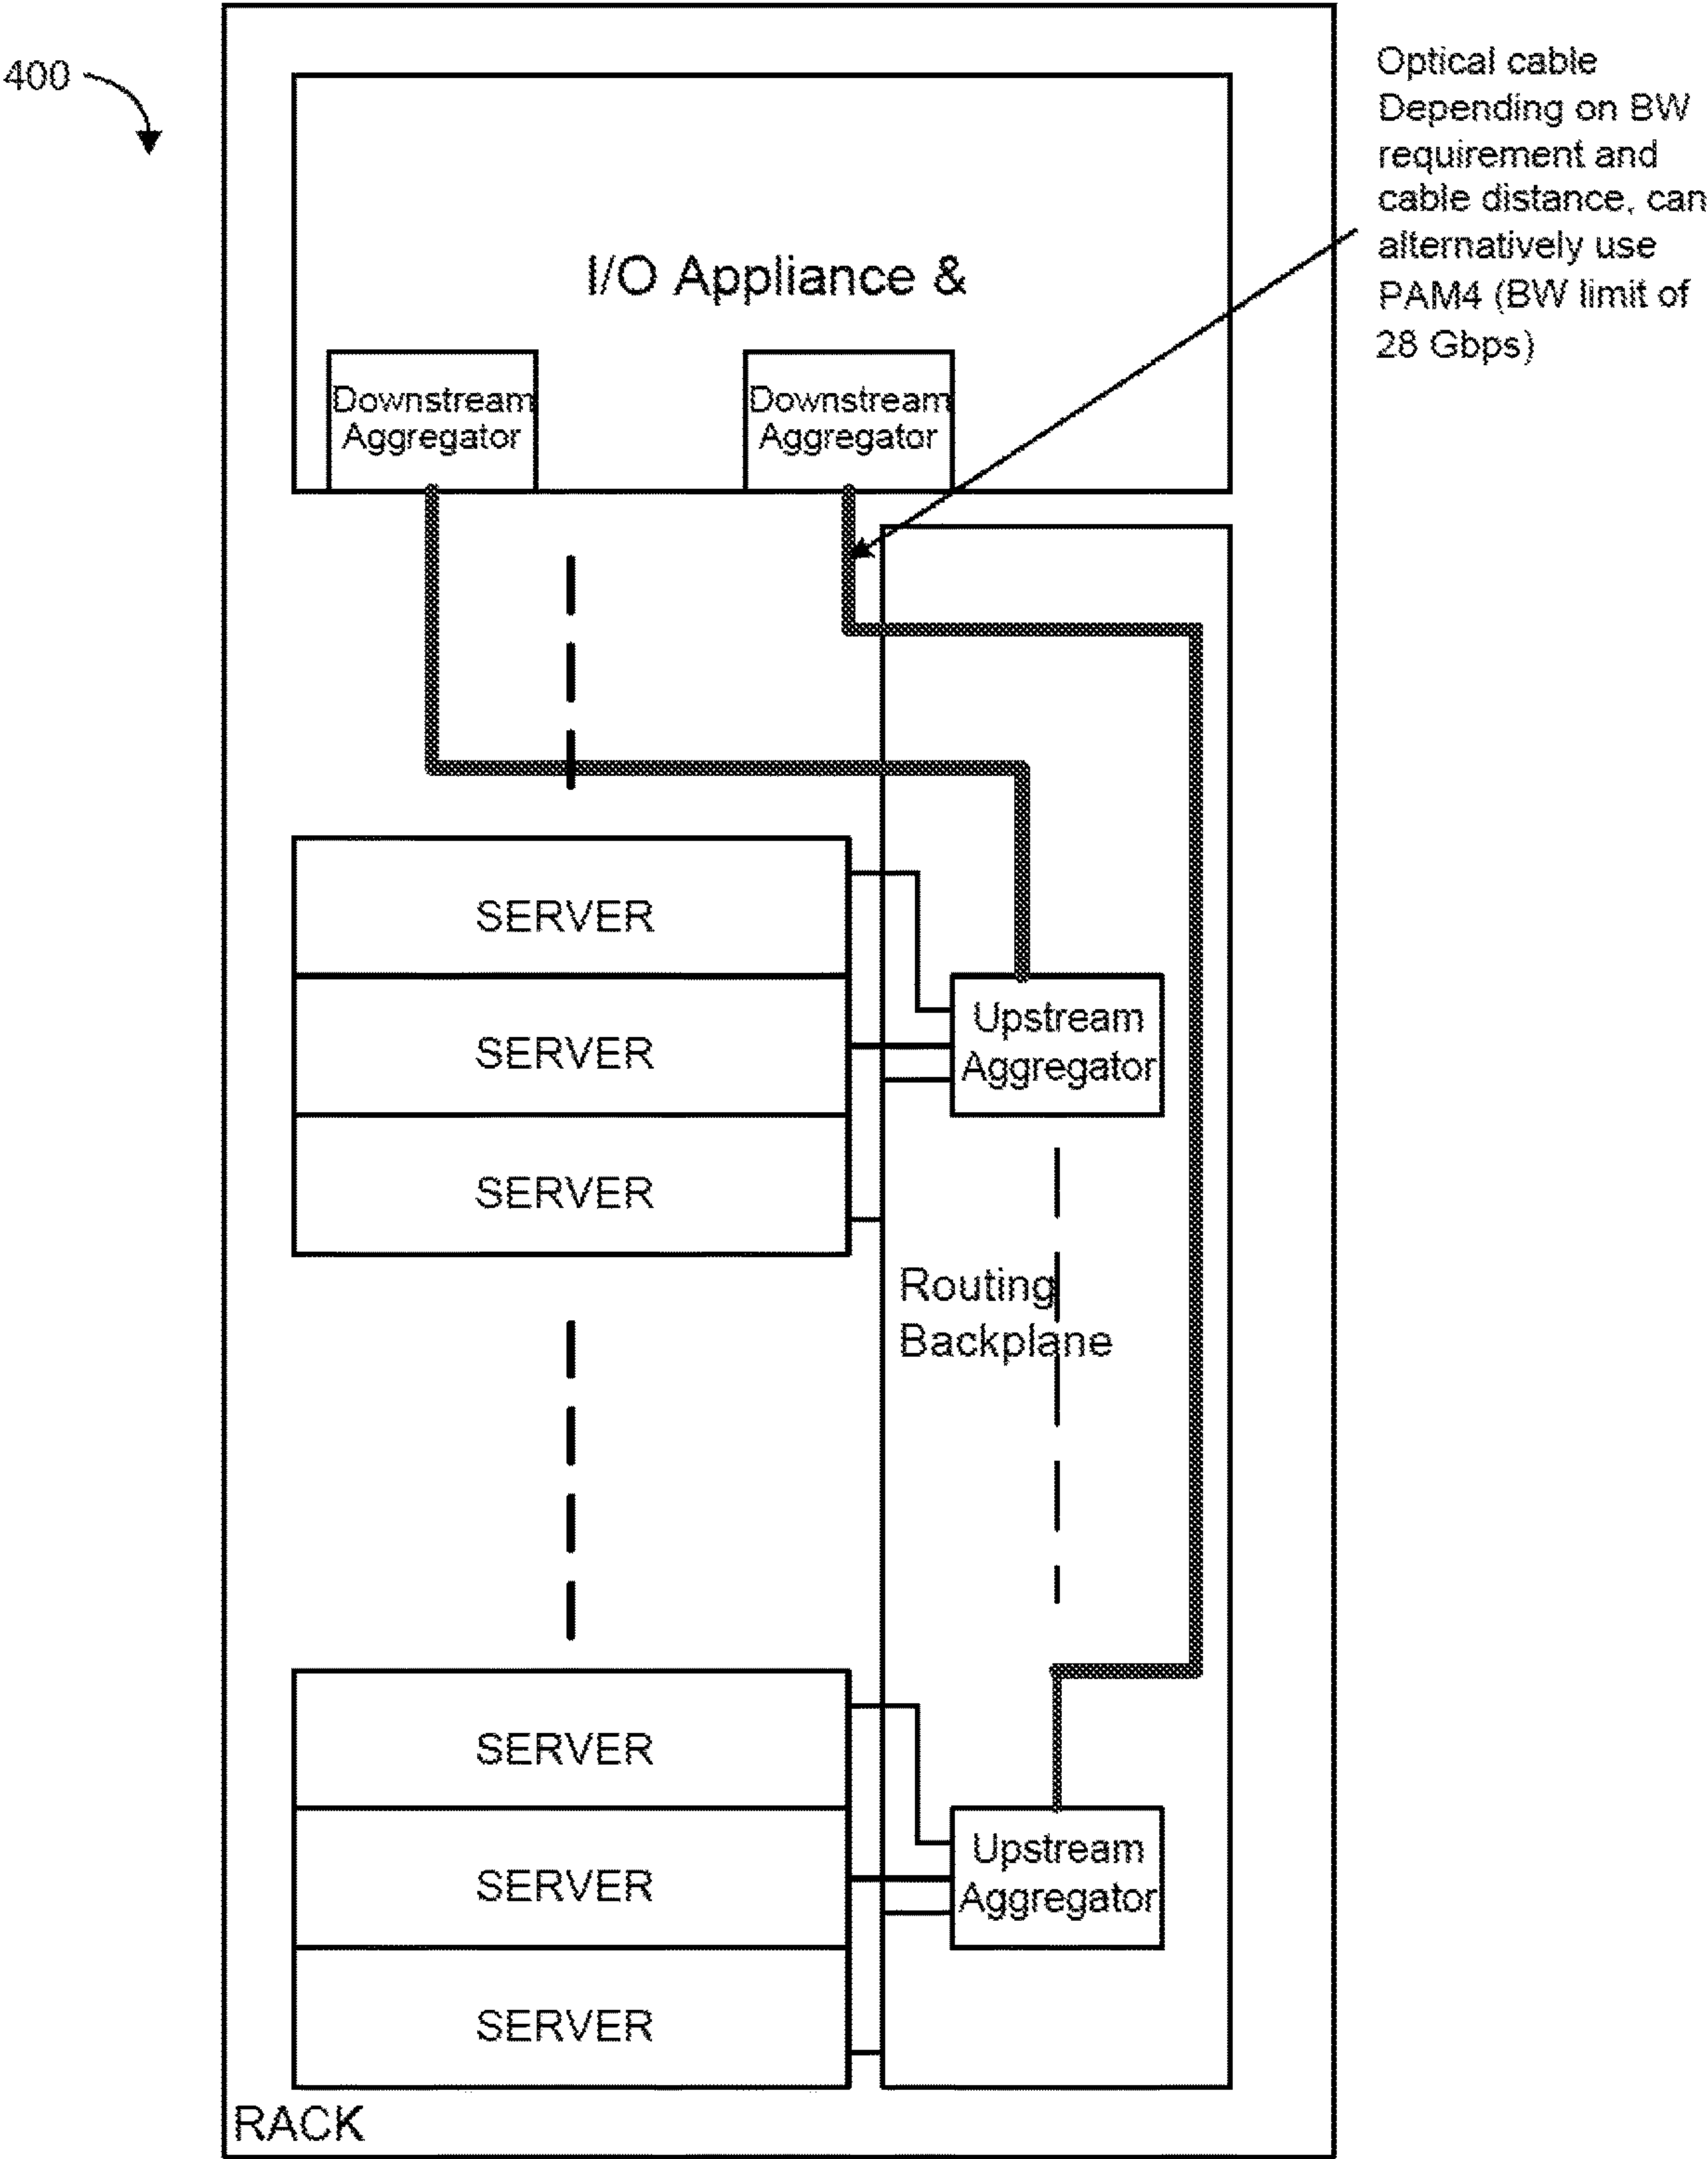 400
Optical cable
Depending on BW
requirement and
cable distance, can
alternatively use
PAM4 (BW limit of
28 Gbps)
I/O Appliance &
Downstream
Aggregator
Downstream
Aggregator
SERVER
SERVER
SERVER
Upstream
Aggregator
Routing
Backplane
SERVER
SERVER
SERVER
Upstream
Aggregator
RACK